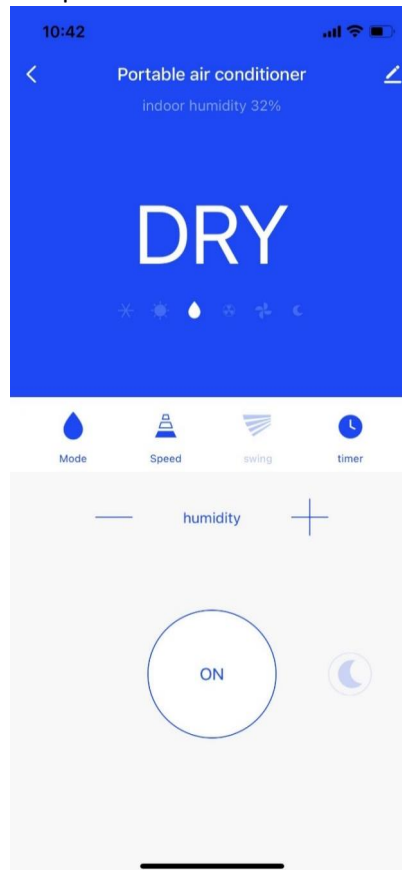 10:42
Portable air conditioner
indoor humidity 32%
DRY
Mode Speed swing timer
humidity
ON